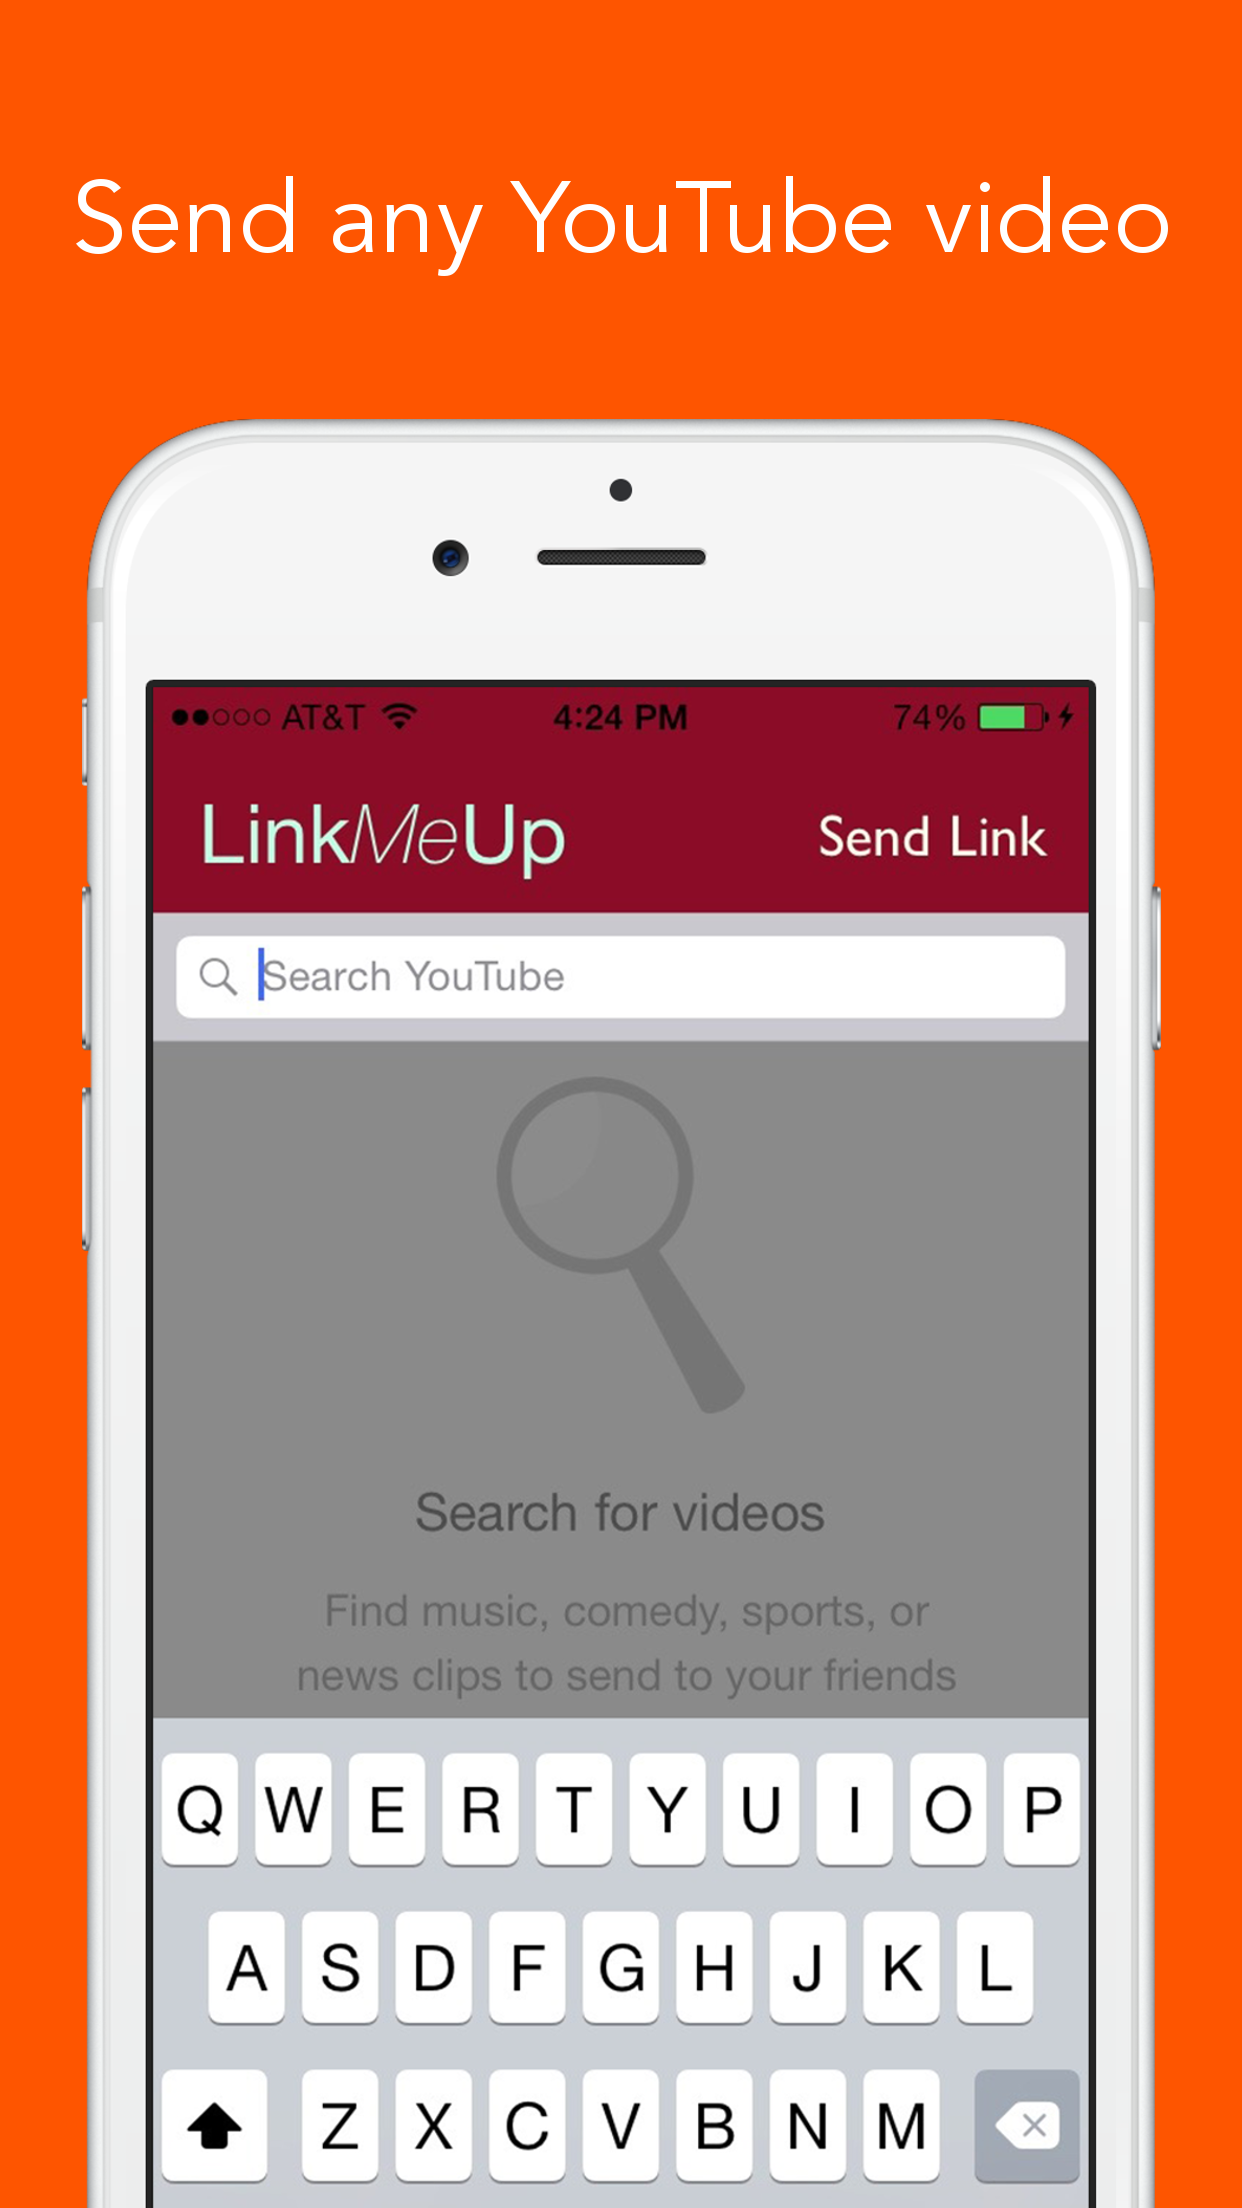 Send any YouTube video
AT&T 4:24 PM 74%
LinkMeUp Send Link
Search YouTube
Search for videos
Find music, comedy, sports, or
news clips to send to your friends
Q W E R T Y U I O P
A S D F G H J K L
Z X C V B N M